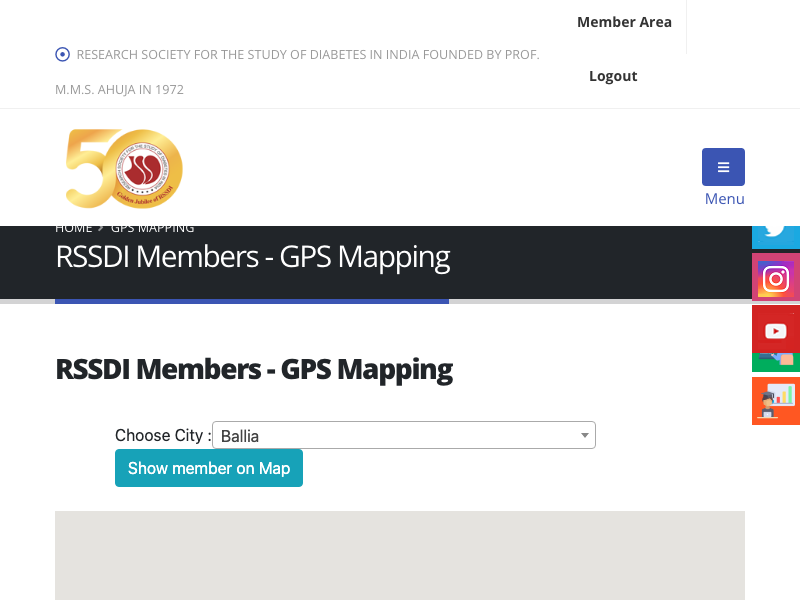 Member Area
RESEARCH SOCIETY FOR THE STUDY OF DIABETES IN INDIA FOUNDED BY PROF.
M.M.S. AHUJA IN 1972
Logout
50
Golden Jubilee of RSSDI
Menu
HOME > GPS MAPPING
RSSDI Members - GPS Mapping
RSSDI Members - GPS Mapping
Choose City : Ballia
Show member on Map